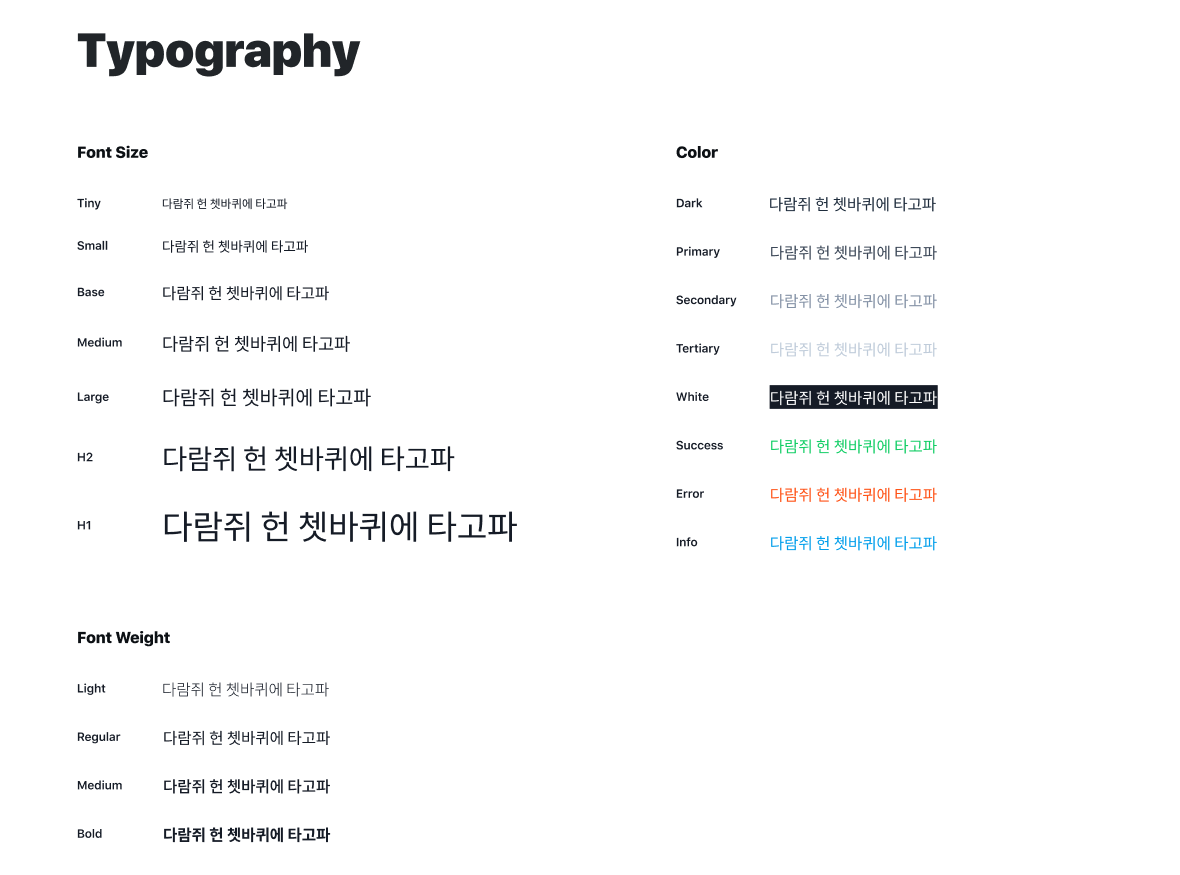 Typography
Font Size
Tiny 다람쥐 헌 쳇바퀴에 타고파
Small 다람쥐 헌 쳇바퀴에 타고파
Base 다람쥐 헌 쳇바퀴에 타고파
Medium 다람쥐 헌 쳇바퀴에 타고파
Large 다람쥐 헌 쳇바퀴에 타고파
H2 다람쥐 헌 쳇바퀴에 타고파
H1 다람쥐 헌 쳇바퀴에 타고파
Color
Dark 다람쥐 헌 쳇바퀴에 타고파
Primary 다람쥐 헌 쳇바퀴에 타고파
Secondary 다람쥐 헌 쳇바퀴에 타고파
Tertiary 다람쥐 헌 쳇바퀴에 타고파
White 다람쥐 헌 쳇바퀴에 타고파
Success 다람쥐 헌 쳇바퀴에 타고파
Error 다람쥐 헌 쳇바퀴에 타고파
Info 다람쥐 헌 쳇바퀴에 타고파
Font Weight
Light 다람쥐 헌 쳇바퀴에 타고파
Regular 다람쥐 헌 쳇바퀴에 타고파
Medium 다람쥐 헌 쳇바퀴에 타고파
Bold 다람쥐 헌 쳇바퀴에 타고파